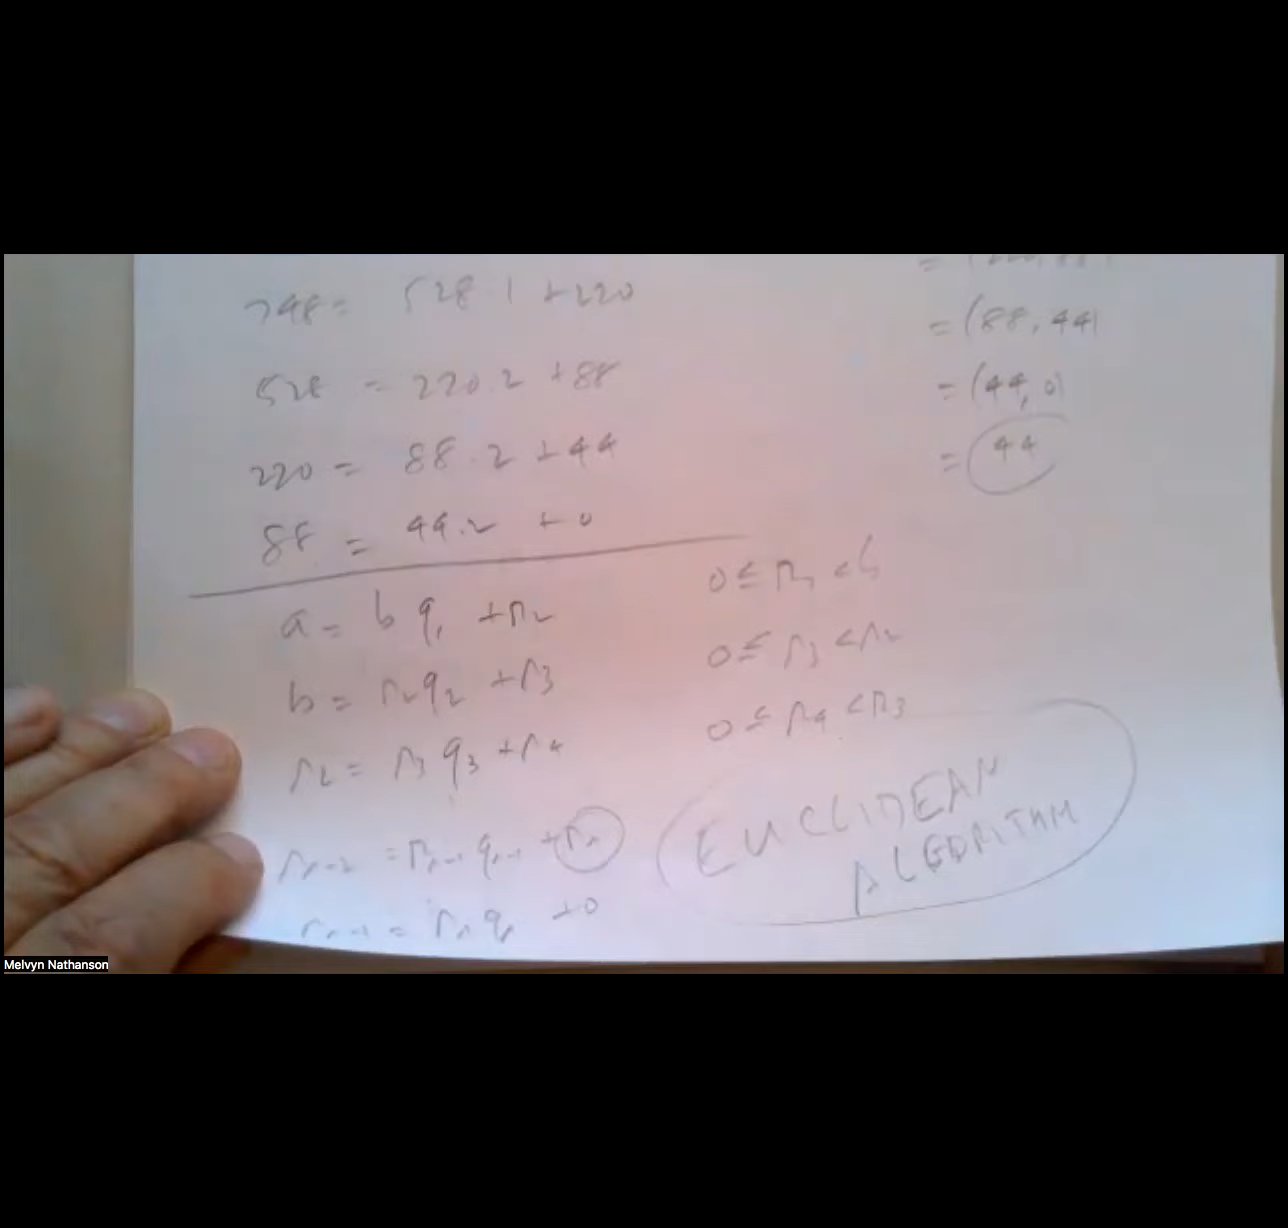 748 = 528 · 1 + 220
528 = 220 · 2 + 88
220 = 88 · 2 + 44
88 = 44 · 2 + 0
= (88, 44)
= (44, 0)
= 44
a = b q₁ + r₂
b = r₂ q₂ + r₃
r₂ = r₃ q₃ + r₄
rₙ₋₂ = rₙ₋₁ qₙ₋₁ + rₙ
rₙ₋₁ = rₙ qₙ + 0
0 ≤ r₂ < b
0 ≤ r₃ < r₂
0 ≤ r₄ < r₃
EUCLIDEAN
ALGORITHM
Melvyn Nathanson